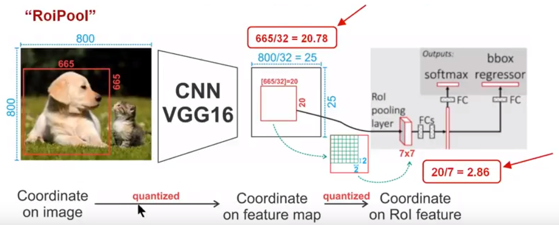 "RoiPool"
800
800
665
665
CNN
VGG16
665/32 = 20.78
800/32 = 25
[665/32]=20
20
25
2
2
RoI
pooling
layer
7x7
FCs
Outputs:
softmax
bbox
regressor
FC
FC
20/7 = 2.86
Coordinate
on image
quantized
Coordinate
on feature map
quantized
Coordinate
on RoI feature